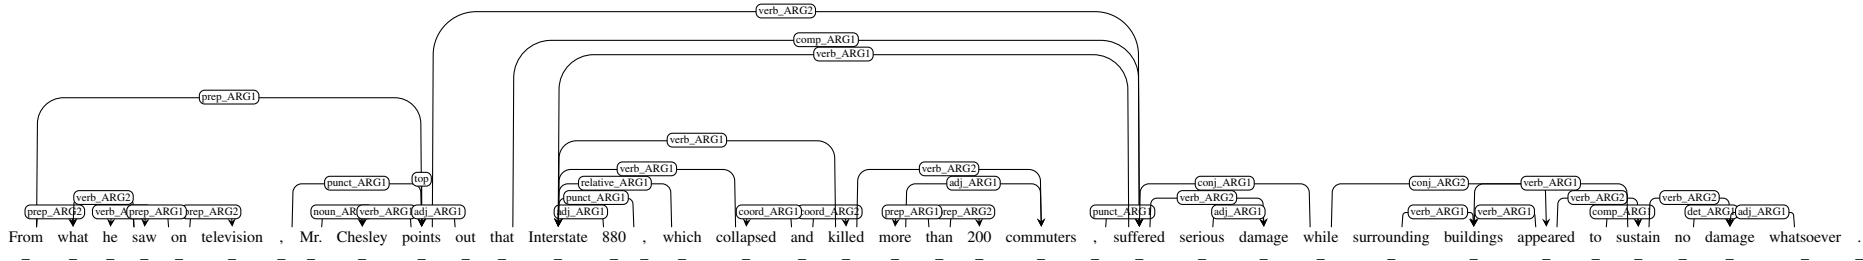 verb_ARG2
comp_ARG1
verb_ARG1
prep_ARG1
verb_ARG1
verb_ARG1 verb_ARG2
punct_ARG1 top relative_ARG1 adj_ARG1 conj_ARG1 conj_ARG2 verb_ARG1
verb_ARG2 punct_ARG1 verb_ARG2 verb_ARG2 verb_ARG2
prep_ARG2 prep_ARG1 verb_ARG1 adj_ARG1 adj_ARG1 coord_ARG1 coord_ARG2 prep_ARG1 punct_ARG1 adj_ARG1 verb_ARG1 verb_ARG1 comp_ARG1 adj_ARG1
From what he saw on television , Mr. Chesley points out that Interstate 880 , which collapsed and killed more than 200 commuters , suffered serious damage while surrounding buildings appeared to sustain no damage whatsoever .
_ _ _ _ _ _ _ _ _ _ _ _ _ _ _ _ _ _ _ _ _ _ _ _ _ _ _ _ _ _ _ _ _ _ _ _ _